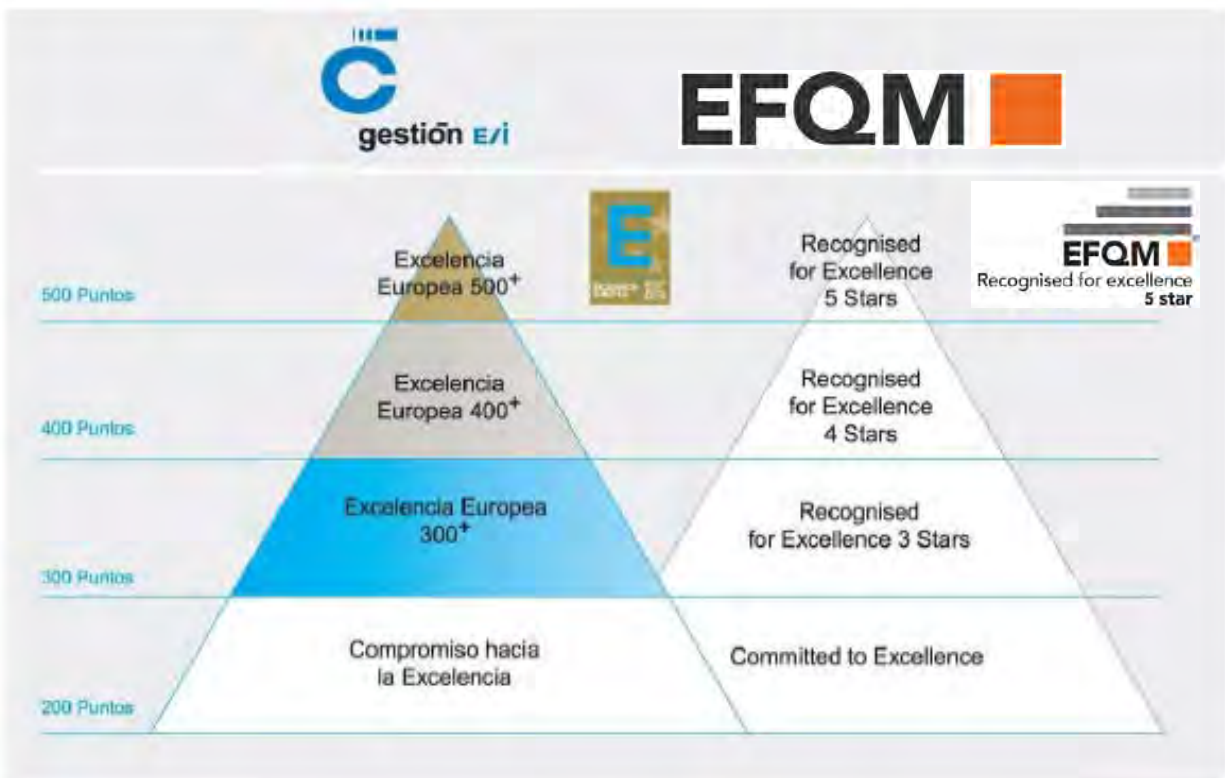 C
gestión E/i
EFQM
E
EFQM
Recognised for excellence
5 star
Excelencia
Europea 500+
Recognised
for Excellence
5 Stars
500 Puntos
Excelencia
Europea 400+
Recognised
for Excellence
4 Stars
400 Puntos
Excelencia Europea
300+
Recognised
for Excellence 3 Stars
300 Puntos
Compromiso hacia
la Excelencia
Committed to Excellence
200 Puntos